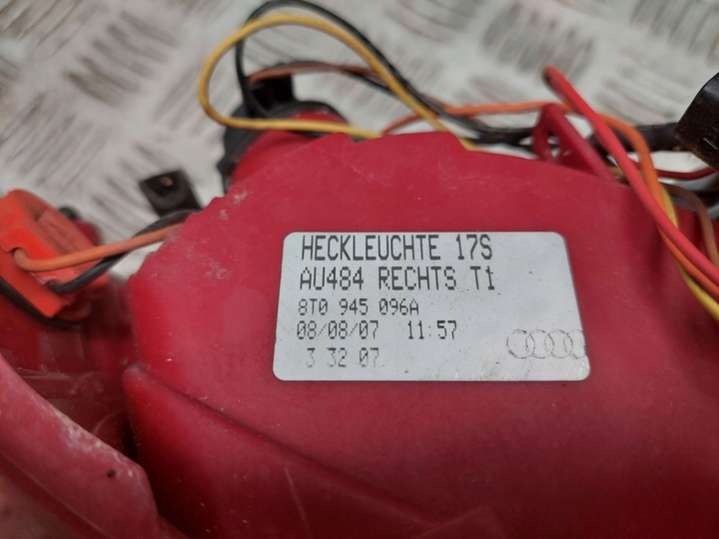 HECKLEUCHTE 17S
AU484 RECHTS T1
8T0 945 096A
08/08/07 11:57
3 32 07